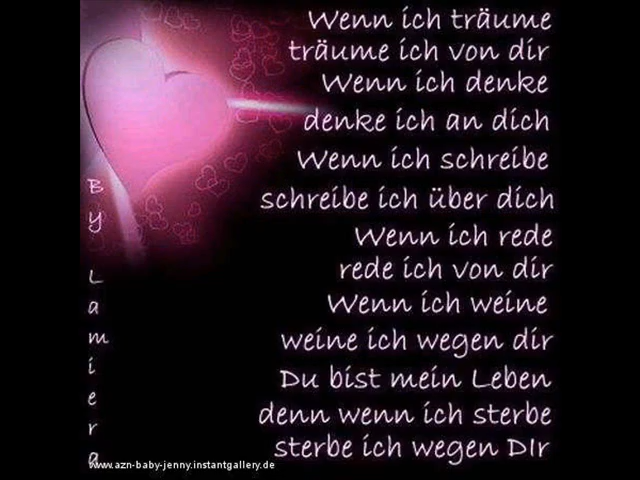 Wenn ich träume
träume ich von dir
Wenn ich denke
denke ich an dich
Wenn ich schreibe
schreibe ich über dich
Wenn ich rede
rede ich von dir
Wenn ich weine
weine ich wegen dir
Du bist mein Leben
denn wenn ich sterbe
sterbe ich wegen DIr
By Lamiera
www.azn-baby-jenny.instantgallery.de